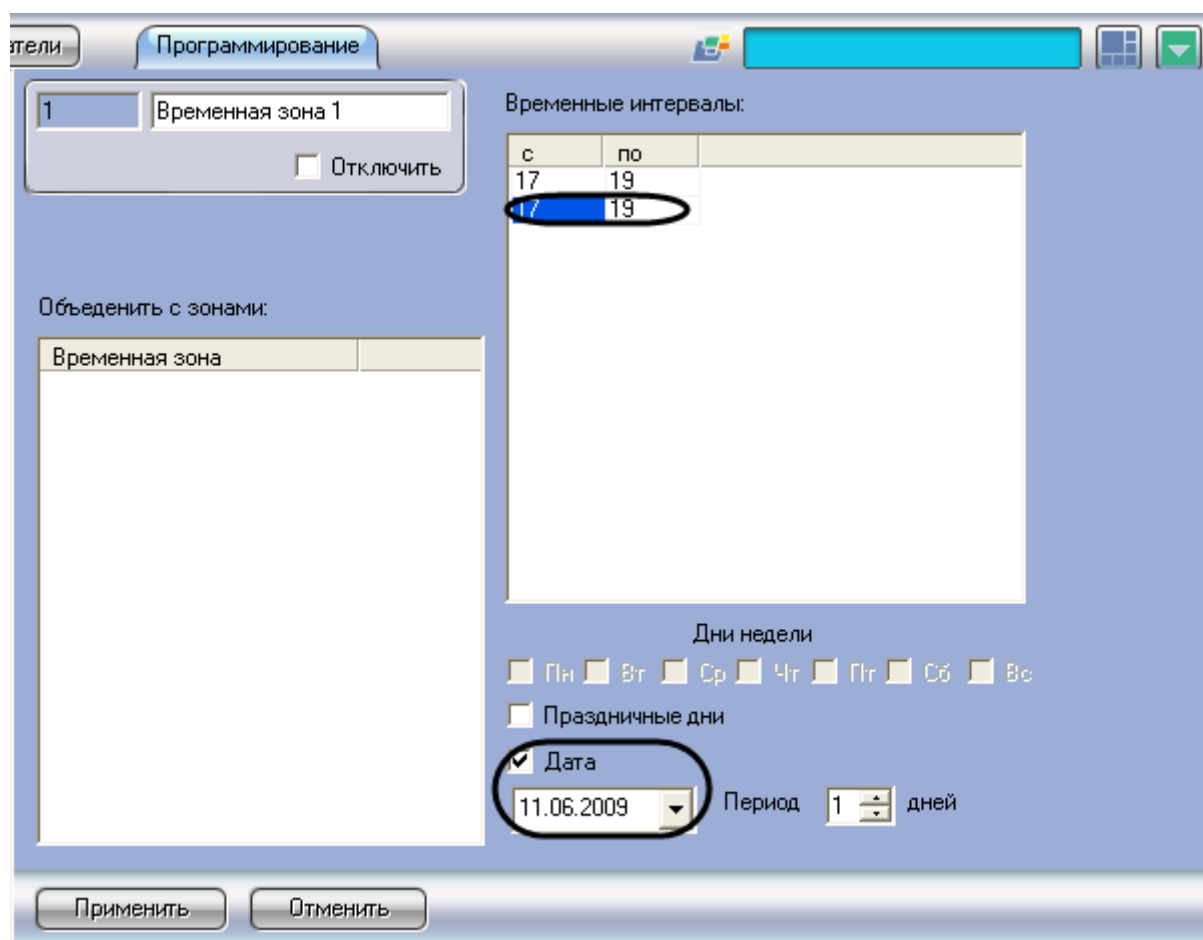 атели
Программирование
1
Временная зона 1
Отключить
Временные интервалы:
с по
17 19
17 19
Объеденить с зонами:
Временная зона
Дни недели
Пн Вт Ср Чт Пт Сб Вс
Праздничные дни
Дата
11.06.2009
Период 1 дней
Применить
Отменить